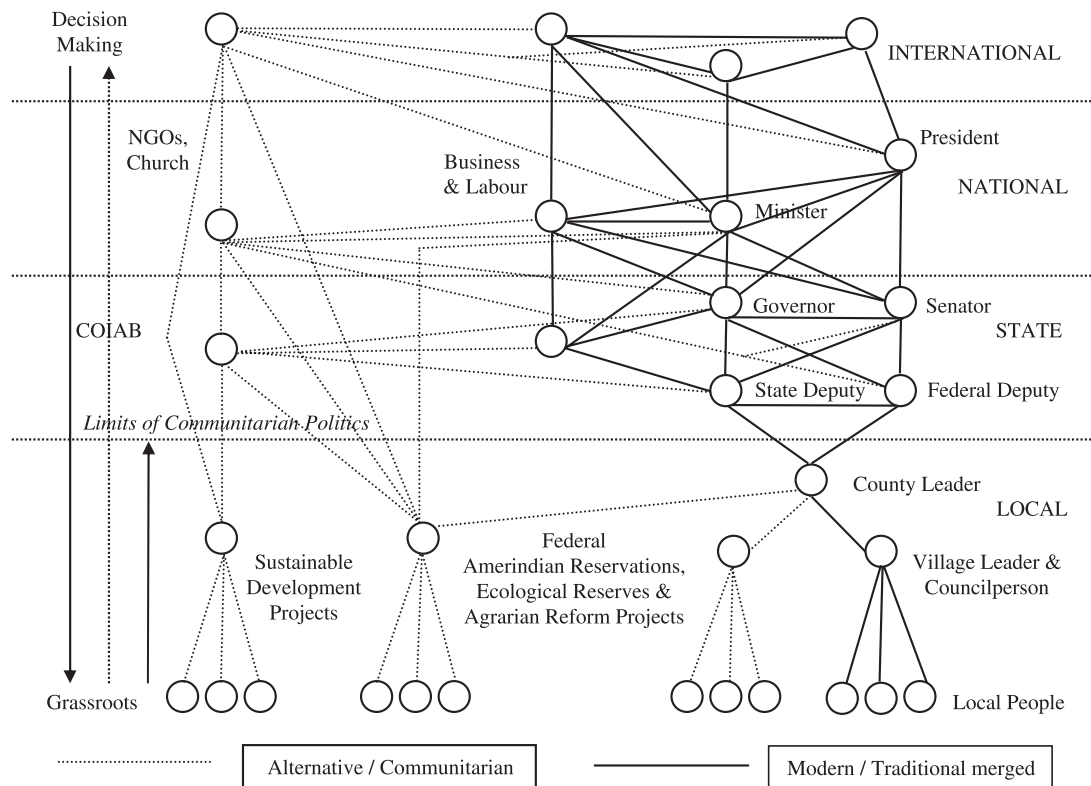 Decision
Making
INTERNATIONAL
NGOs,
Church
President
Business
& Labour
NATIONAL
Minister
COIAB
Governor
Senator
STATE
State Deputy
Federal Deputy
Limits of Communitarian Politics
County Leader
LOCAL
Sustainable
Development
Projects
Federal
Amerindian Reservations,
Ecological Reserves &
Agrarian Reform Projects
Village Leader &
Councilperson
Grassroots
Local People
Alternative / Communitarian
Modern / Traditional merged